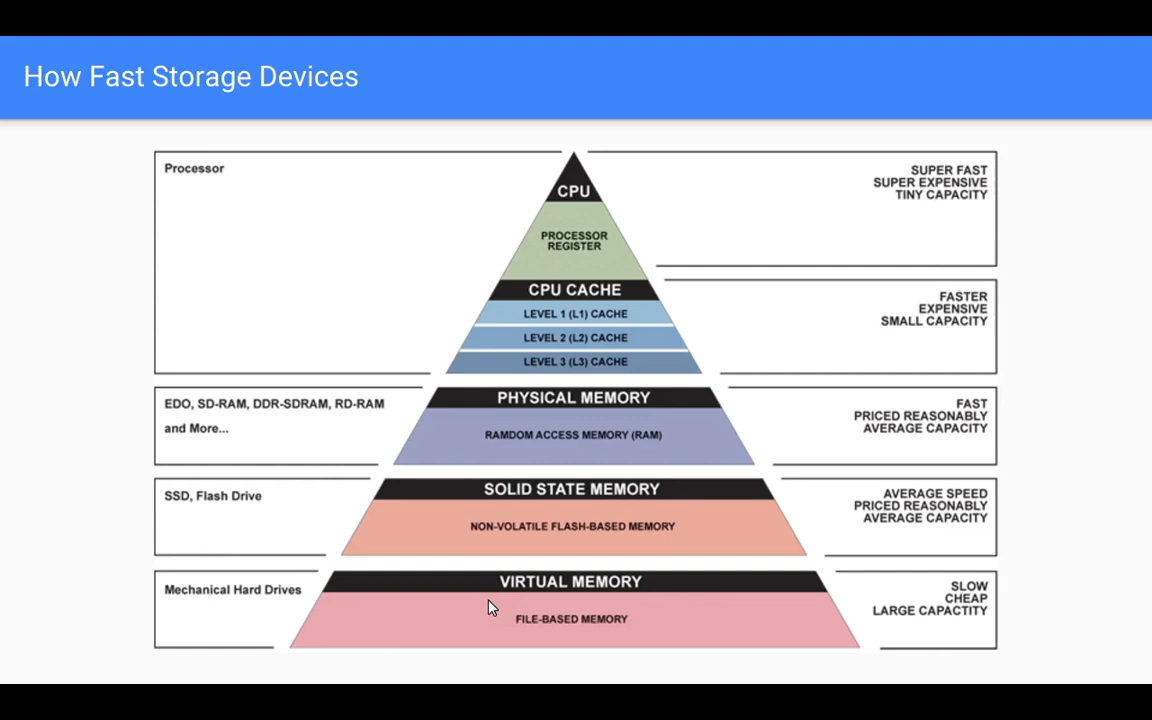 How Fast Storage Devices
Processor
CPU
SUPER FAST
SUPER EXPENSIVE
TINY CAPACITY
PROCESSOR
REGISTER
CPU CACHE
LEVEL 1 (L1) CACHE
LEVEL 2 (L2) CACHE
LEVEL 3 (L3) CACHE
FASTER
EXPENSIVE
SMALL CAPACITY
EDO, SD-RAM, DDR-SDRAM, RD-RAM
and More...
PHYSICAL MEMORY
RAMDOM ACCESS MEMORY (RAM)
FAST
PRICED REASONABLY
AVERAGE CAPACITY
SSD, Flash Drive
SOLID STATE MEMORY
NON-VOLATILE FLASH-BASED MEMORY
AVERAGE SPEED
PRICED REASONABLY
AVERAGE CAPACITY
Mechanical Hard Drives
VIRTUAL MEMORY
FILE-BASED MEMORY
SLOW
CHEAP
LARGE CAPACTITY